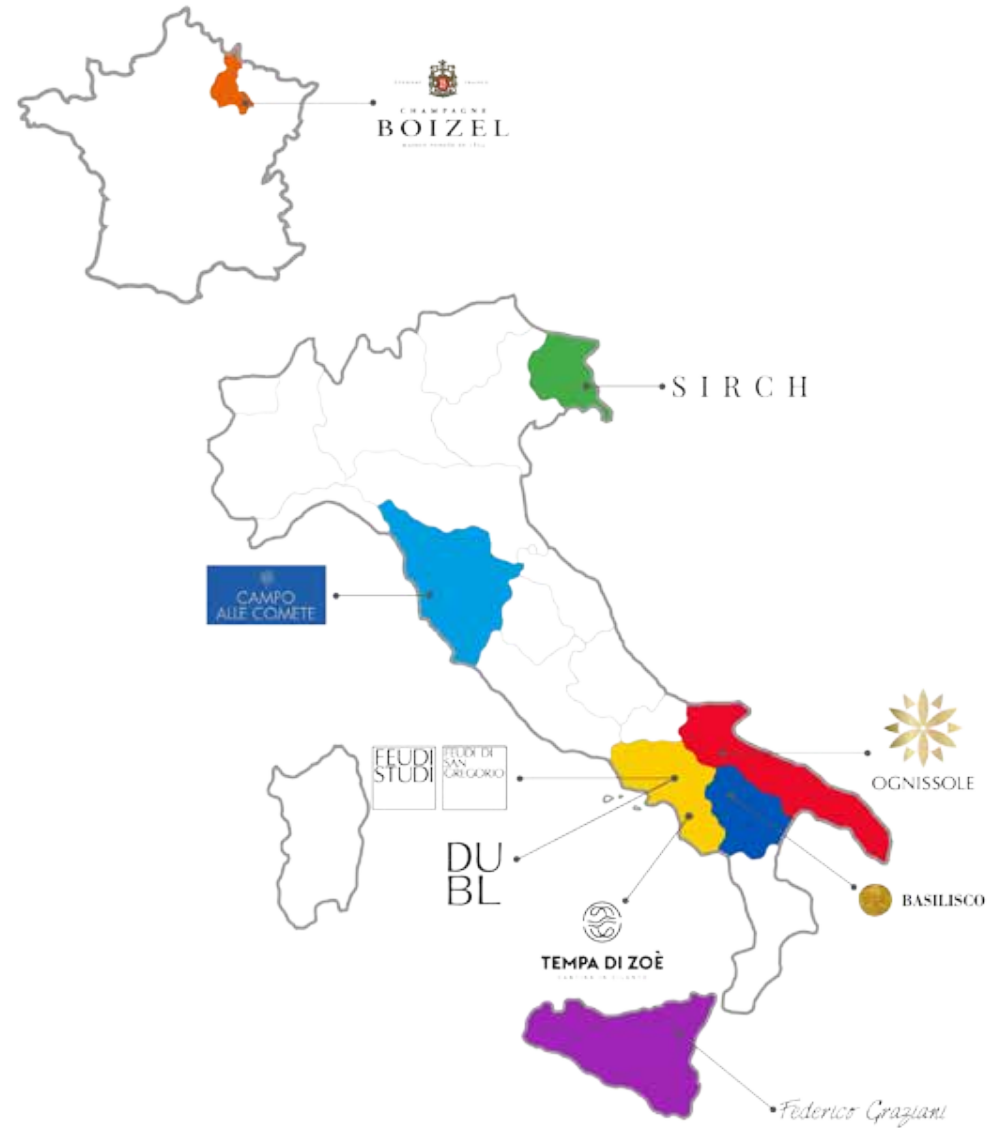 CHAMPAGNE
BOIZEL
SIRCH
CAMPO
ALLE COMETE
FEUDI
STUDI
FEUDI DI
SAN
GREGORIO
OGNISSOLE
DU
BL
BASILISCO
TEMPA DI ZOÈ
Federico Graziani